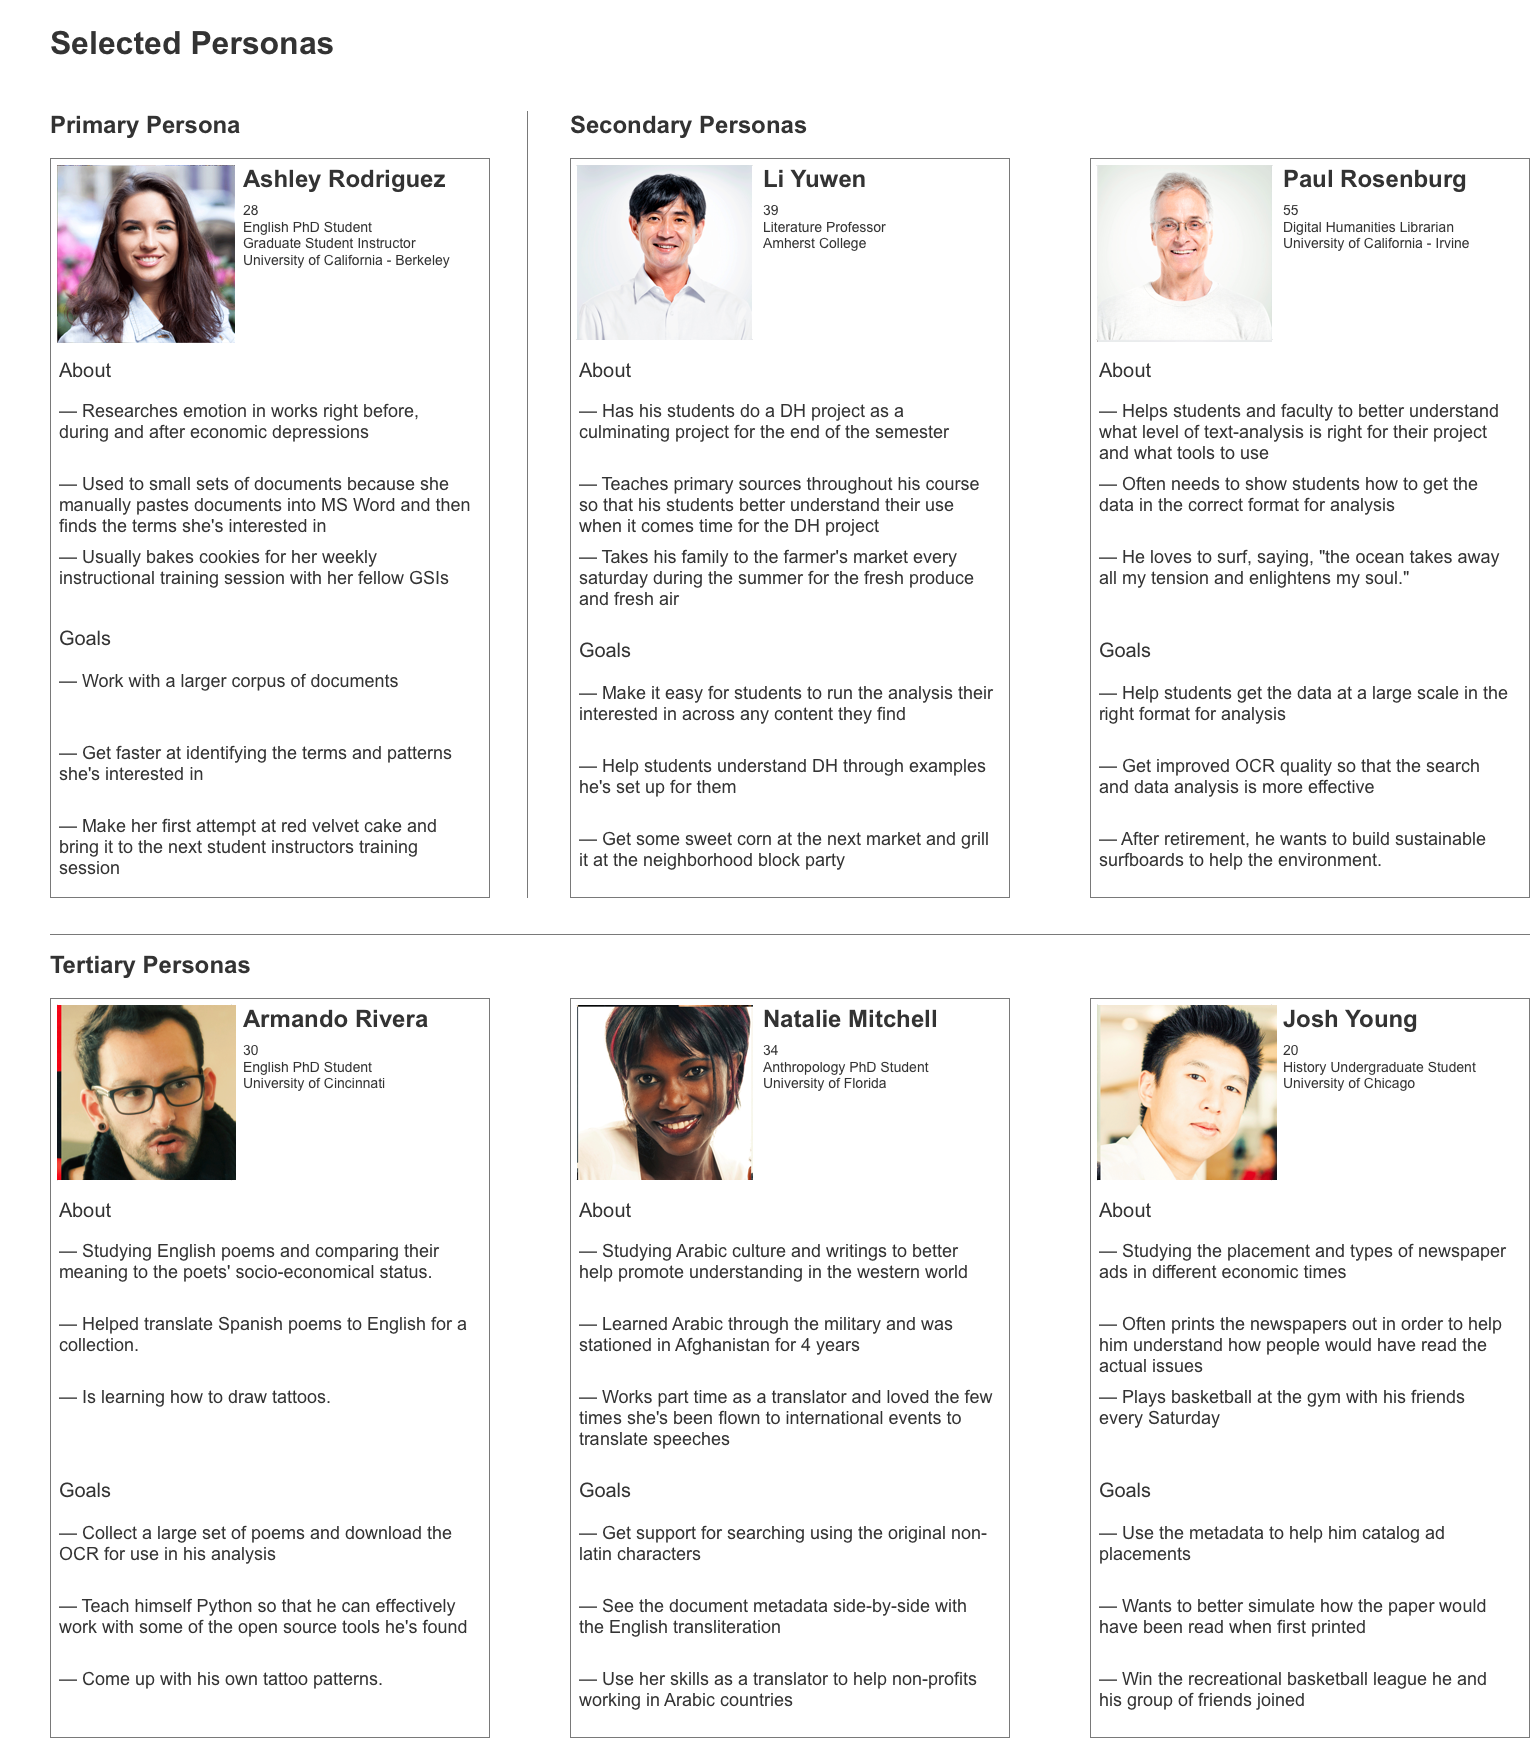 Selected Personas
Primary Persona
Ashley Rodriguez
28
English PhD Student
Graduate Student Instructor
University of California - Berkeley
About
— Researches emotion in works right before,
during and after economic depressions
— Used to small sets of documents because she
manually pastes documents into MS Word and then
finds the terms she's interested in
— Usually bakes cookies for her weekly
instructional training session with her fellow GSIs
Goals
— Work with a larger corpus of documents
— Get faster at identifying the terms and patterns
she's interested in
— Make her first attempt at red velvet cake and
bring it to the next student instructors training
session
Secondary Personas
Li Yuwen
39
Literature Professor
Amherst College
About
— Has his students do a DH project as a
culminating project for the end of the semester
— Teaches primary sources throughout his course
so that his students better understand their use
when it comes time for the DH project
— Takes his family to the farmer's market every
saturday during the summer for the fresh produce
and fresh air
Goals
— Make it easy for students to run the analysis their
interested in across any content they find
— Help students understand DH through examples
he's set up for them
— Get some sweet corn at the next market and grill
it at the neighborhood block party
Paul Rosenburg
55
Digital Humanities Librarian
University of California - Irvine
About
— Helps students and faculty to better understand
what level of text-analysis is right for their project
and what tools to use
— Often needs to show students how to get the
data in the correct format for analysis
— He loves to surf, saying, "the ocean takes away
all my tension and enlightens my soul."
Goals
— Help students get the data at a large scale in the
right format for analysis
— Get improved OCR quality so that the search
and data analysis is more effective
— After retirement, he wants to build sustainable
surfboards to help the environment.
Tertiary Personas
Armando Rivera
30
English PhD Student
University of Cincinnati
About
— Studying English poems and comparing their
meaning to the poets' socio-economical status.
— Helped translate Spanish poems to English for a
collection.
— Is learning how to draw tattoos.
Goals
— Collect a large set of poems and download the
OCR for use in his analysis
— Teach himself Python so that he can effectively
work with some of the open source tools he's found
— Come up with his own tattoo patterns.
Natalie Mitchell
34
Anthropology PhD Student
University of Florida
About
— Studying Arabic culture and writings to better
help promote understanding in the western world
— Learned Arabic through the military and was
stationed in Afghanistan for 4 years
— Works part time as a translator and loved the few
times she's been flown to international events to
translate speeches
Goals
— Get support for searching using the original non-
latin characters
— See the document metadata side-by-side with
the English transliteration
— Use her skills as a translator to help non-profits
working in Arabic countries
Josh Young
20
History Undergraduate Student
University of Chicago
About
— Studying the placement and types of newspaper
ads in different economic times
— Often prints the newspapers out in order to help
him understand how people would have read the
actual issues
— Plays basketball at the gym with his friends
every Saturday
Goals
— Use the metadata to help him catalog ad
placements
— Wants to better simulate how the paper would
have been read when first printed
— Win the recreational basketball league he and
his group of friends joined